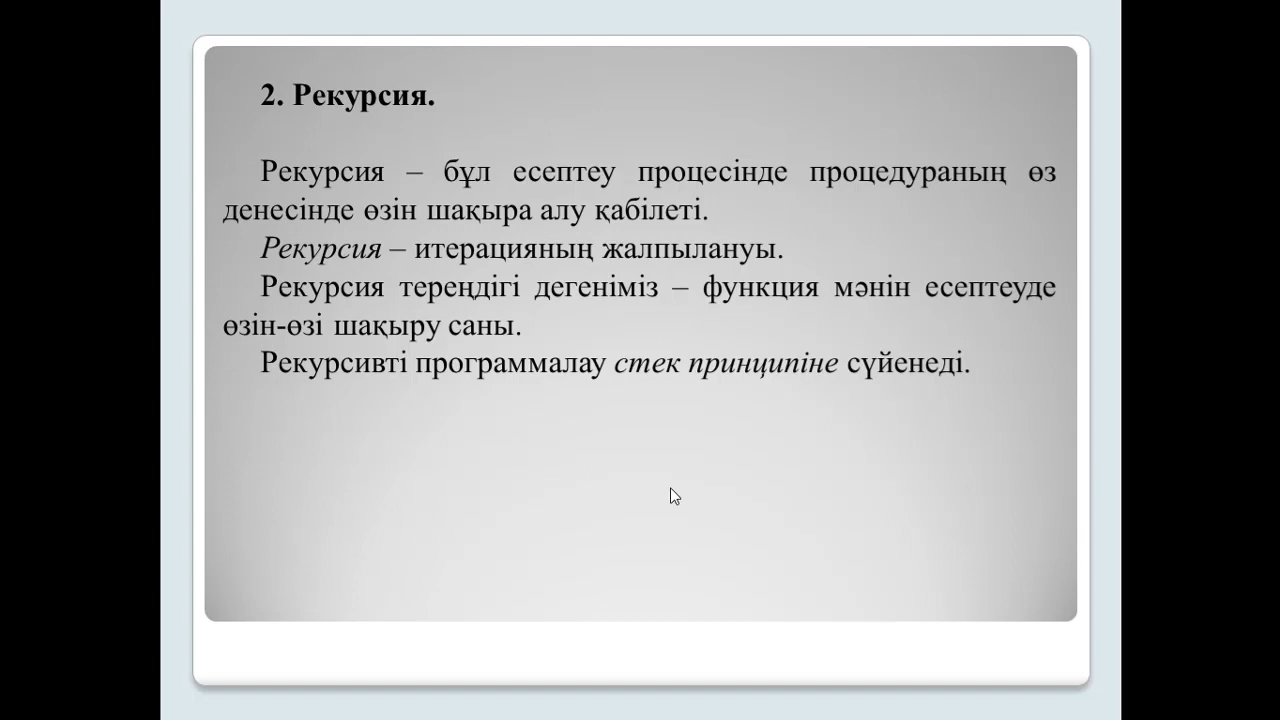 2. Рекурсия.
Рекурсия – бұл есептеу процесінде процедураның өз
денесінде өзін шақыра алу қабілеті.
Рекурсия – итерацияның жалпылануы.
Рекурсия тереңдігі дегеніміз – функция мәнін есептеуде
өзін-өзі шақыру саны.
Рекурсивті программалау стек принципіне сүйенеді.